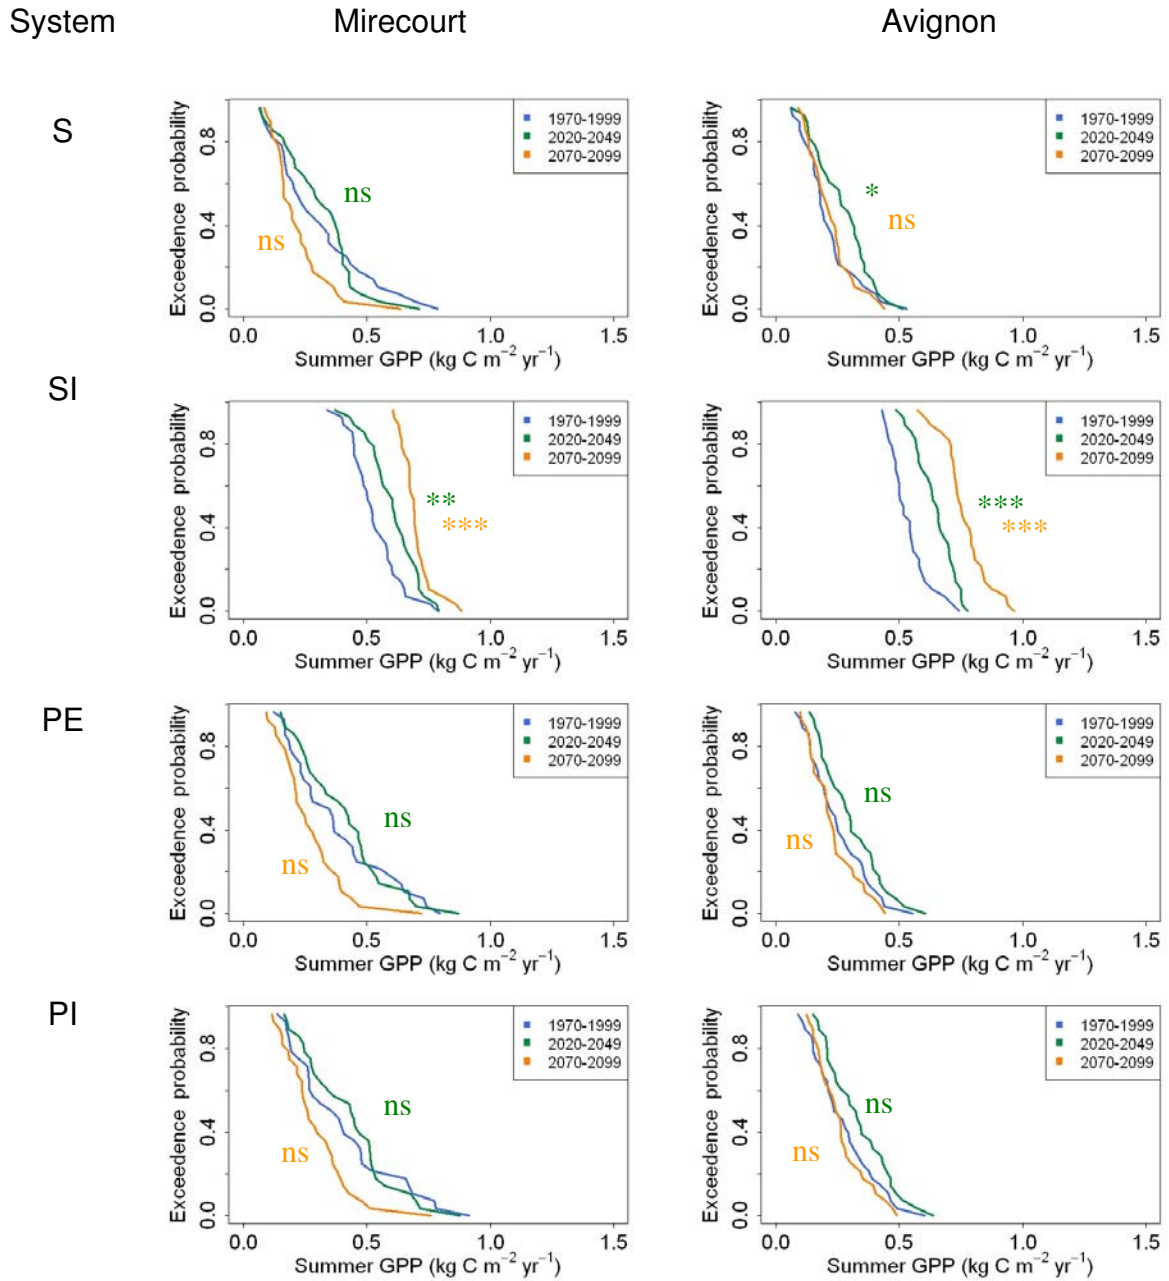 System Mirecourt Avignon
S
Exceedence probability
0.8
0.4
0.0
1970-1999
2020-2049
2070-2099
ns
ns
0.0 0.5 1.0 1.5
Summer GPP (kg C m−2 yr−1)
Exceedence probability
0.8
0.4
0.0
1970-1999
2020-2049
2070-2099
*
ns
0.0 0.5 1.0 1.5
Summer GPP (kg C m−2 yr−1)
SI
Exceedence probability
0.8
0.4
0.0
1970-1999
2020-2049
2070-2099
**
***
0.0 0.5 1.0 1.5
Summer GPP (kg C m−2 yr−1)
Exceedence probability
0.8
0.4
0.0
1970-1999
2020-2049
2070-2099
***
***
0.0 0.5 1.0 1.5
Summer GPP (kg C m−2 yr−1)
PE
Exceedence probability
0.8
0.4
0.0
1970-1999
2020-2049
2070-2099
ns
ns
0.0 0.5 1.0 1.5
Summer GPP (kg C m−2 yr−1)
Exceedence probability
0.8
0.4
0.0
1970-1999
2020-2049
2070-2099
ns
ns
0.0 0.5 1.0 1.5
Summer GPP (kg C m−2 yr−1)
PI
Exceedence probability
0.8
0.4
0.0
1970-1999
2020-2049
2070-2099
ns
ns
0.0 0.5 1.0 1.5
Summer GPP (kg C m−2 yr−1)
Exceedence probability
0.8
0.4
0.0
1970-1999
2020-2049
2070-2099
ns
ns
0.0 0.5 1.0 1.5
Summer GPP (kg C m−2 yr−1)